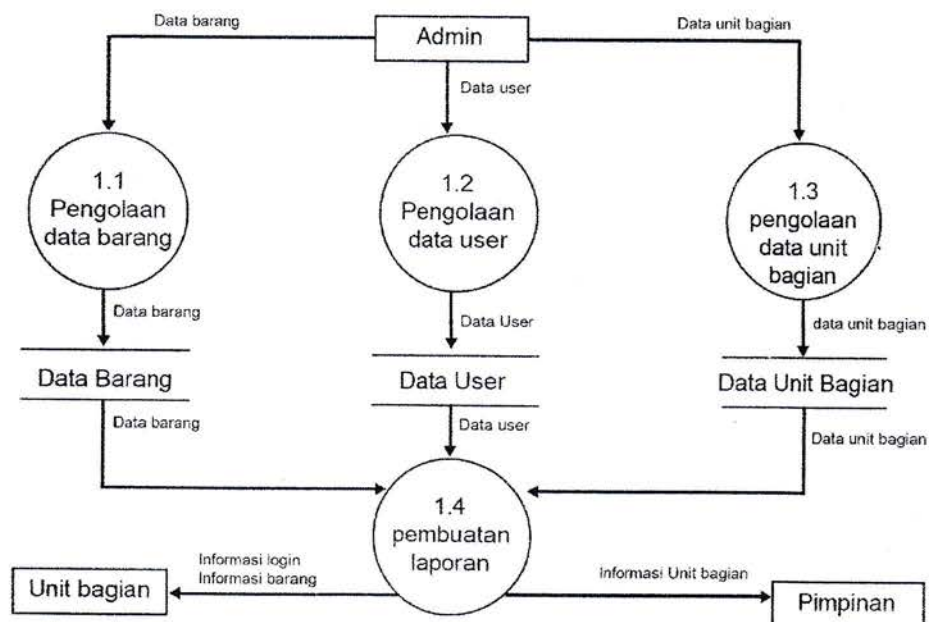 Data barang
Admin
Data unit bagian
Data user
1.1
Pengolaan
data barang
1.2
Pengolaan
data user
1.3
pengolaan
data unit
bagian
Data barang
Data User
data unit bagian
Data Barang
Data User
Data Unit Bagian
Data barang
Data user
Data unit bagian
1.4
pembuatan
laporan
Informasi login
Informasi barang
Informasi Unit bagian
Unit bagian
Pimpinan